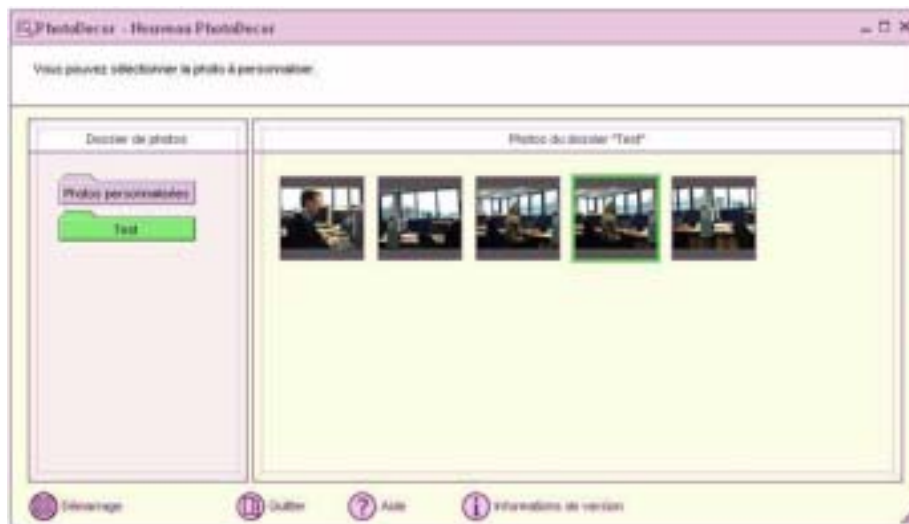 PhotoDecor - Nouveau PhotoDecor
Vous pouvez sélectionner la photo à personnaliser.
Dossier de photos
Photos du dossier "Test"
Photos personnalisées
Test
Démarrage
Quitter
Aide
Informations de version